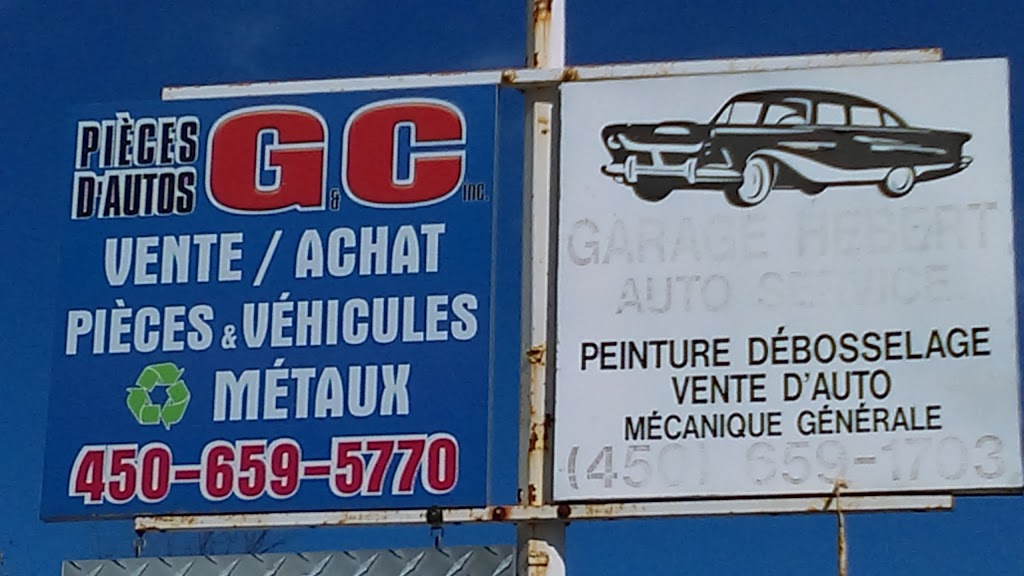 PIÈCES
D'AUTOS
G & C INC.
VENTE / ACHAT
PIÈCES & VÉHICULES
MÉTAUX
450-659-5770
GARAGE HEBERT
AUTO SERVICE
PEINTURE DÉBOSSELAGE
VENTE D'AUTO
MÉCANIQUE GÉNÉRALE
(450) 659-1703